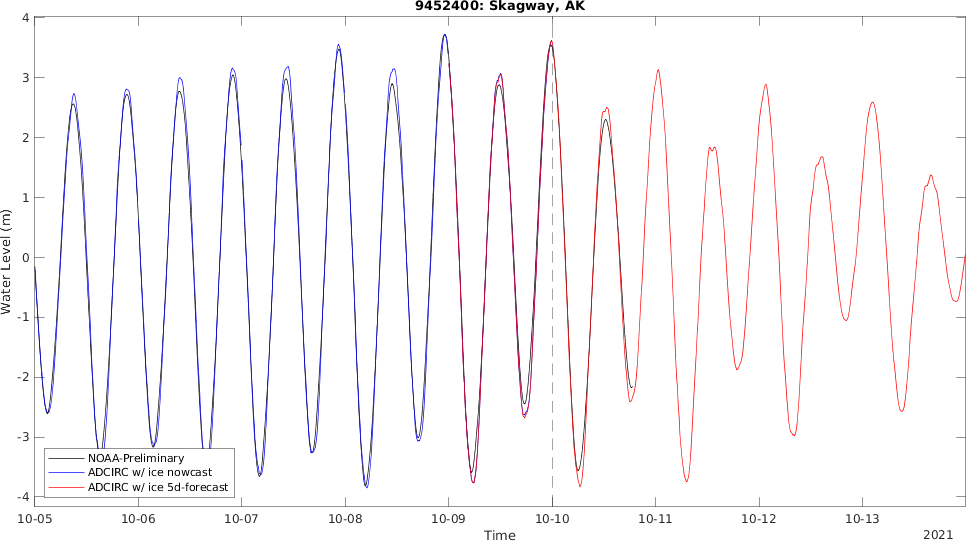 9452400: Skagway, AK
4
3
2
1
0
-1
-2
-3
-4
Water Level (m)
NOAA-Preliminary
ADCIRC w/ ice nowcast
ADCIRC w/ ice 5d-forecast
10-05 10-06 10-07 10-08 10-09 10-10 10-11 10-12 10-13
Time
2021